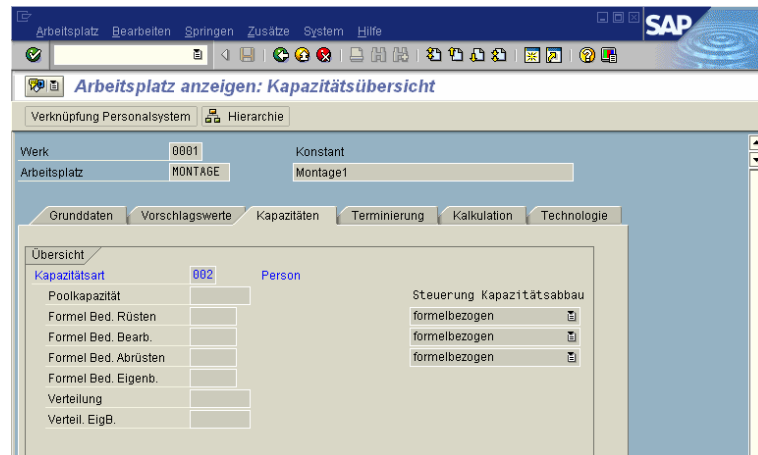 Arbeitsplatz Bearbeiten Springen Zusätze System Hilfe
SAP
Arbeitsplatz anzeigen: Kapazitätsübersicht
Verknüpfung Personalsystem Hierarchie
Werk 0001 Konstant
Arbeitsplatz MONTAGE Montage1
Grunddaten Vorschlagswerte Kapazitäten Terminierung Kalkulation Technologie
Übersicht
Kapazitätsart 002 Person
Poolkapazität Steuerung Kapazitätsabbau
Formel Bed. Rüsten formelbezogen
Formel Bed. Bearb. formelbezogen
Formel Bed. Abrüsten formelbezogen
Formel Bed. Eigenb.
Verteilung
Verteil. EigB.